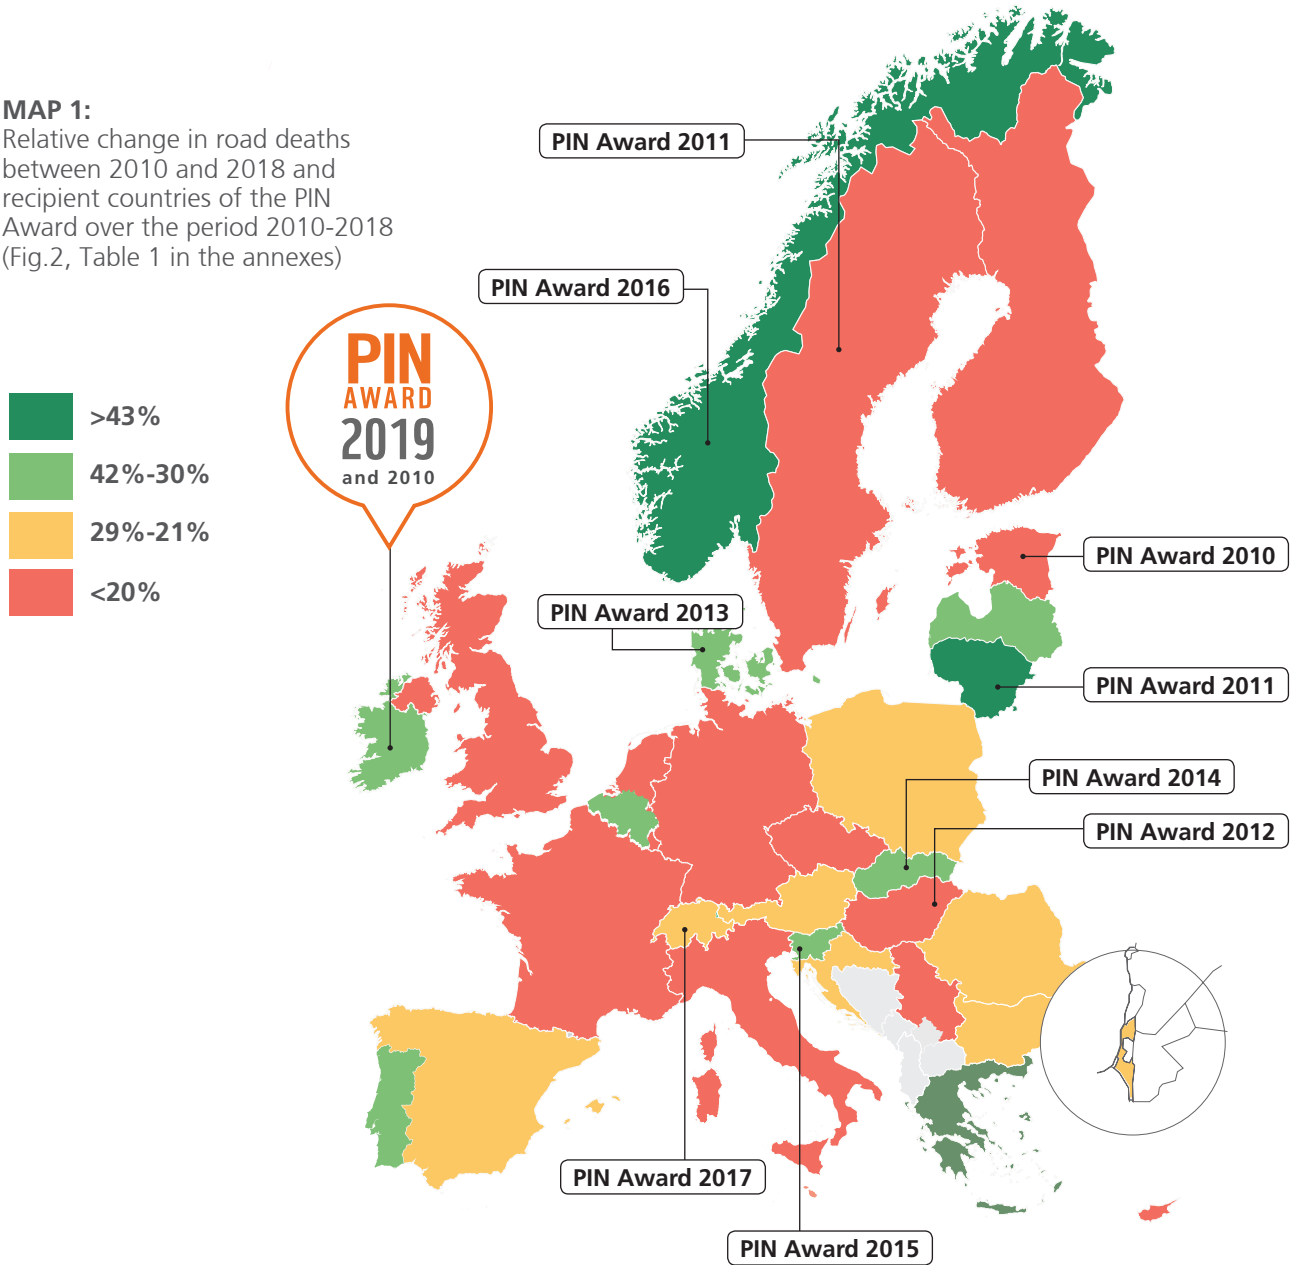 MAP 1:
Relative change in road deaths
between 2010 and 2018 and
recipient countries of the PIN
Award over the period 2010-2018
(Fig.2, Table 1 in the annexes)
PIN Award 2011
PIN Award 2016
PIN
AWARD
2019
and 2010
>43%
42%-30%
29%-21%
<20%
PIN Award 2010
PIN Award 2013
PIN Award 2011
PIN Award 2014
PIN Award 2012
PIN Award 2017
PIN Award 2015